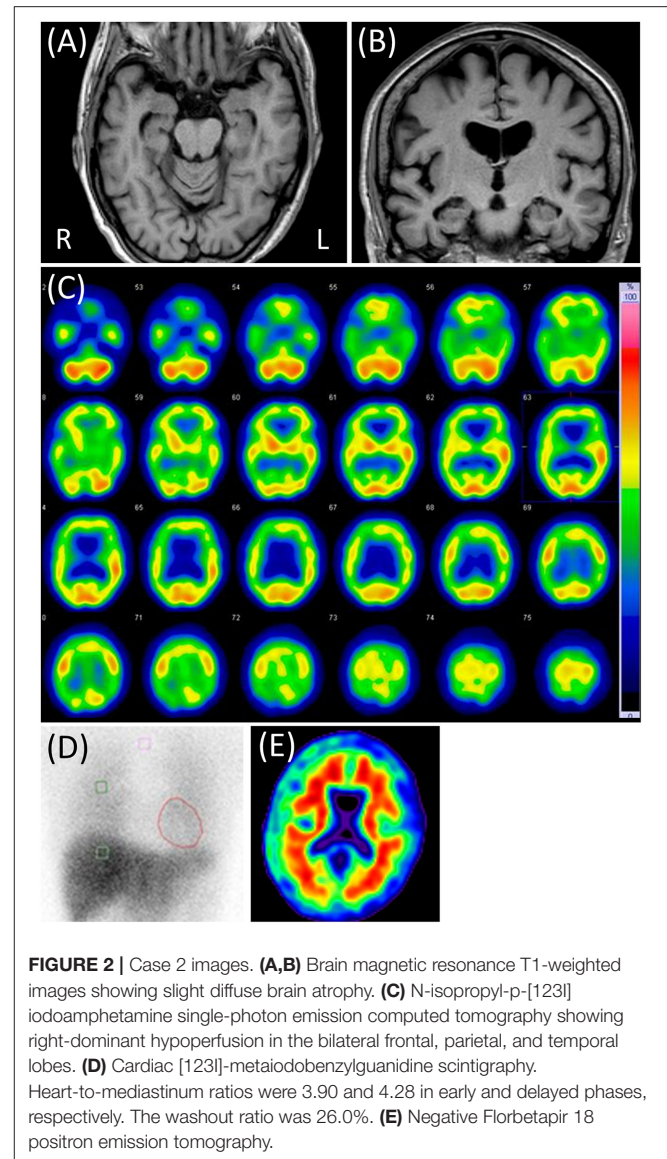 (A)
(B)
R
L
(C)
2
53
54
55
56
57
%
100
8
59
60
61
62
63
4
65
66
67
68
69
0
71
72
73
74
75
0
(D)
(E)
FIGURE 2 | Case 2 images. (A,B) Brain magnetic resonance T1-weighted
images showing slight diffuse brain atrophy. (C) N-isopropyl-p-[123I]
iodoamphetamine single-photon emission computed tomography showing
right-dominant hypoperfusion in the bilateral frontal, parietal, and temporal
lobes. (D) Cardiac [123I]-metaiodobenzylguanidine scintigraphy.
Heart-to-mediastinum ratios were 3.90 and 4.28 in early and delayed phases,
respectively. The washout ratio was 26.0%. (E) Negative Florbetapir 18
positron emission tomography.